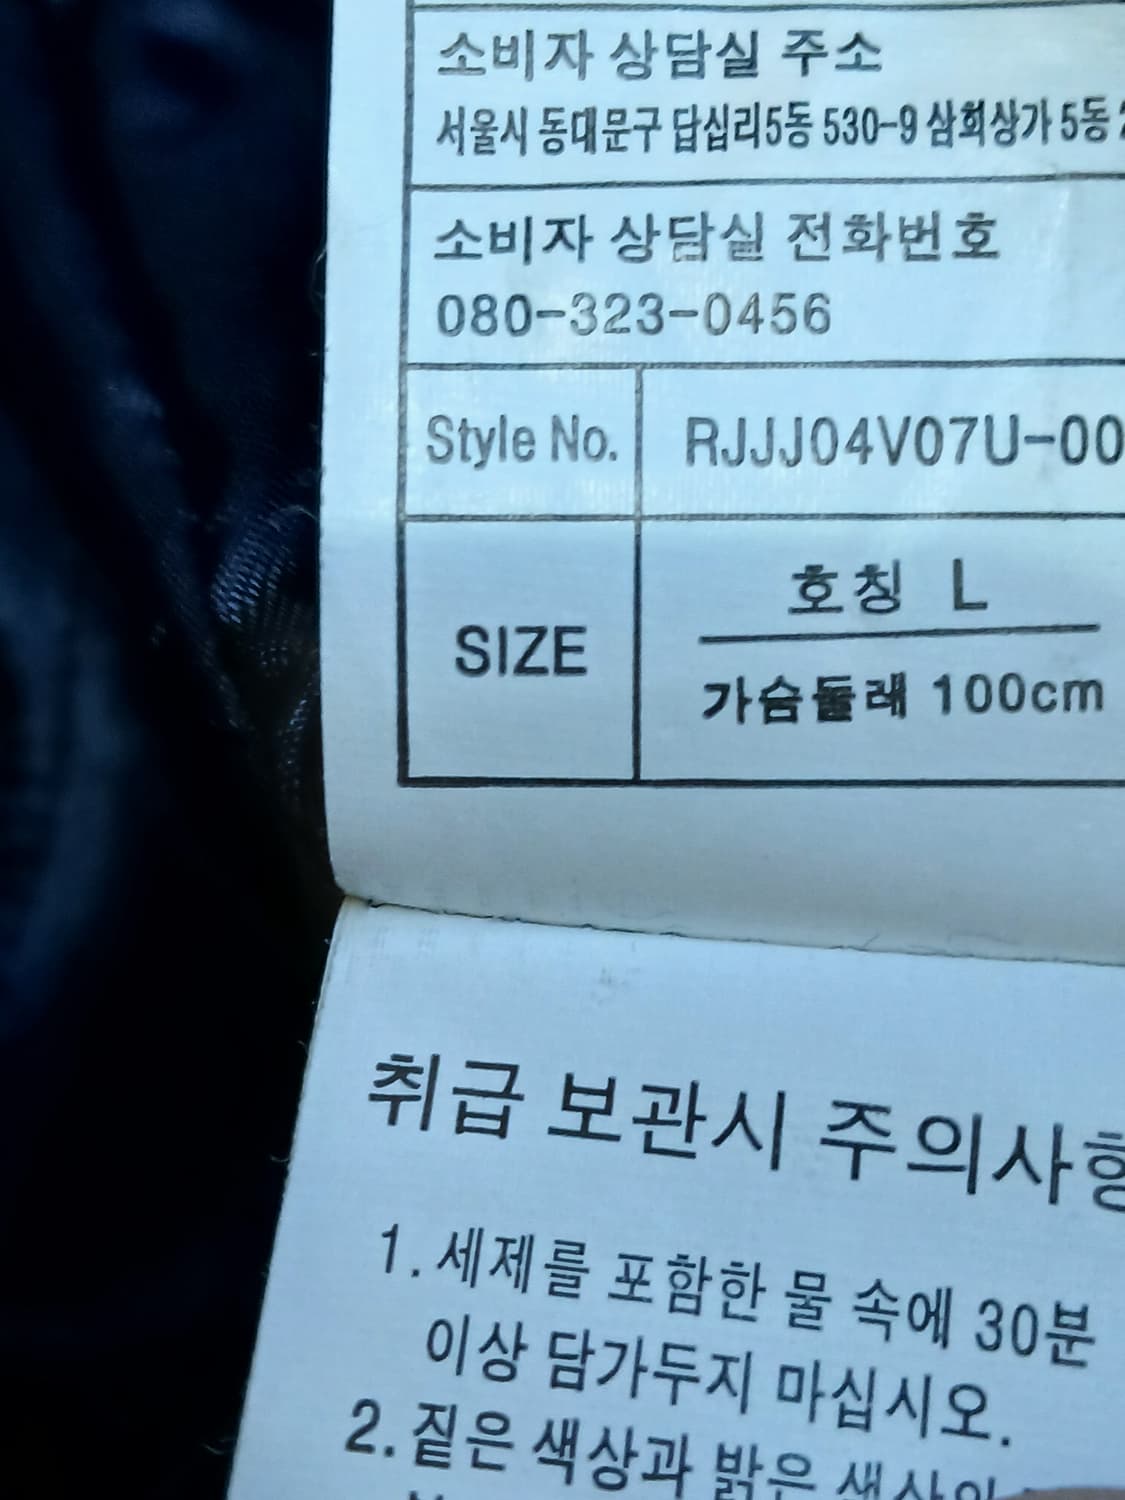 소비자 상담실 주소
서울시 동대문구 답십리5동 530-9 삼희상가 5동
소비자 상담실 전화번호
080-323-0456
Style No. RJJJ04V07U-00
SIZE
호칭 L
가슴둘레 100cm
취급 보관시 주의사항
1. 세제를 포함한 물 속에 30분
이상 담가두지 마십시오.
2. 짙은 색상과 밝은